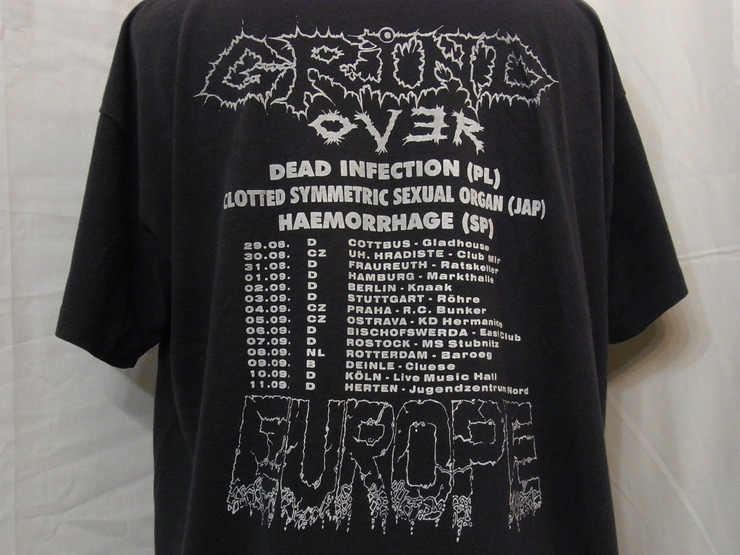 GRIND
OVER
DEAD INFECTION (PL)
CLOTTED SYMMETRIC SEXUAL ORGAN (JAP)
HAEMORRHAGE (SP)
29.08. D COTTBUS - Gladhouse
30.08. CZ UH. HRADISTE - Club Mir
31.08. D FRAUREUTH - Ratskeller
01.09. D HAMBURG - Markthalle
02.09. D BERLIN - Knaak
03.09. D STUTTGART - Röhre
04.09. CZ PRAHA - R.C. Bunker
05.09. CZ OSTRAVA - KD Hermanice
06.09. D BISCHOFSWERDA - EastClub
07.09. D ROSTOCK - MS Stubnitz
08.09. NL ROTTERDAM - Baroeg
09.09. B DEINLE - Cluese
10.09. D KÖLN - Live Music Hall
11.09. D HERTEN - Jugendzentrum Nord
EUROPE